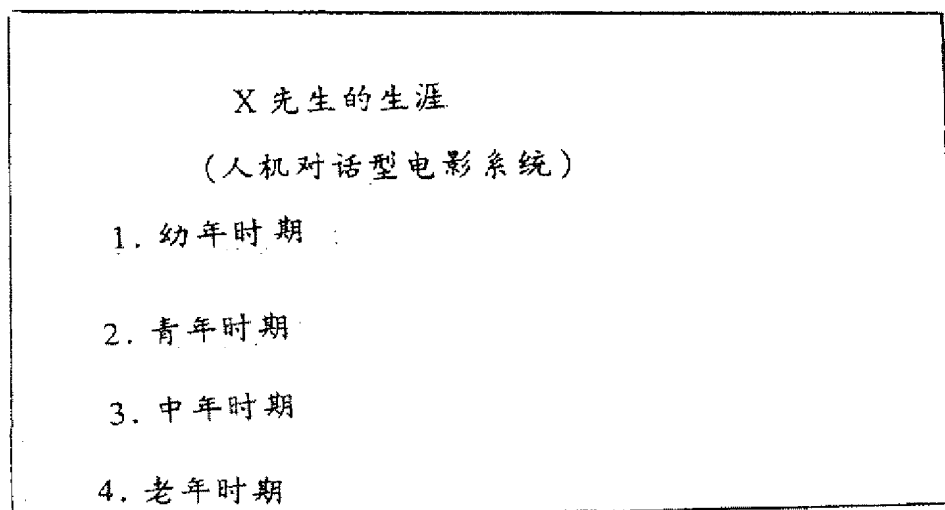 X 先生的生涯
(人机对话型电影系统)
1. 幼年时期
2. 青年时期
3. 中年时期
4. 老年时期